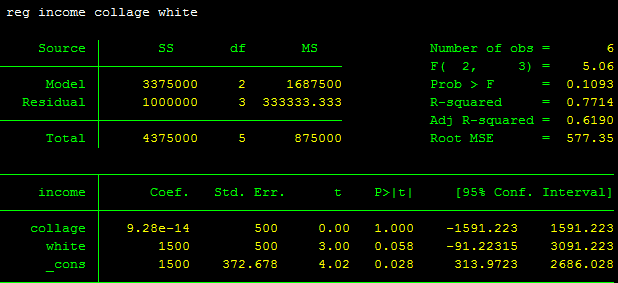 reg income collage white
Source SS df MS Number of obs = 6
F( 2, 3) = 5.06
Model 3375000 2 1687500 Prob > F = 0.1093
Residual 1000000 3 333333.333 R-squared = 0.7714
Adj R-squared = 0.6190
Total 4375000 5 875000 Root MSE = 577.35
income Coef. Std. Err. t P>|t| [95% Conf. Interval]
collage 9.28e-14 500 0.00 1.000 -1591.223 1591.223
white 1500 500 3.00 0.058 -91.22315 3091.223
_cons 1500 372.678 4.02 0.028 313.9723 2686.028